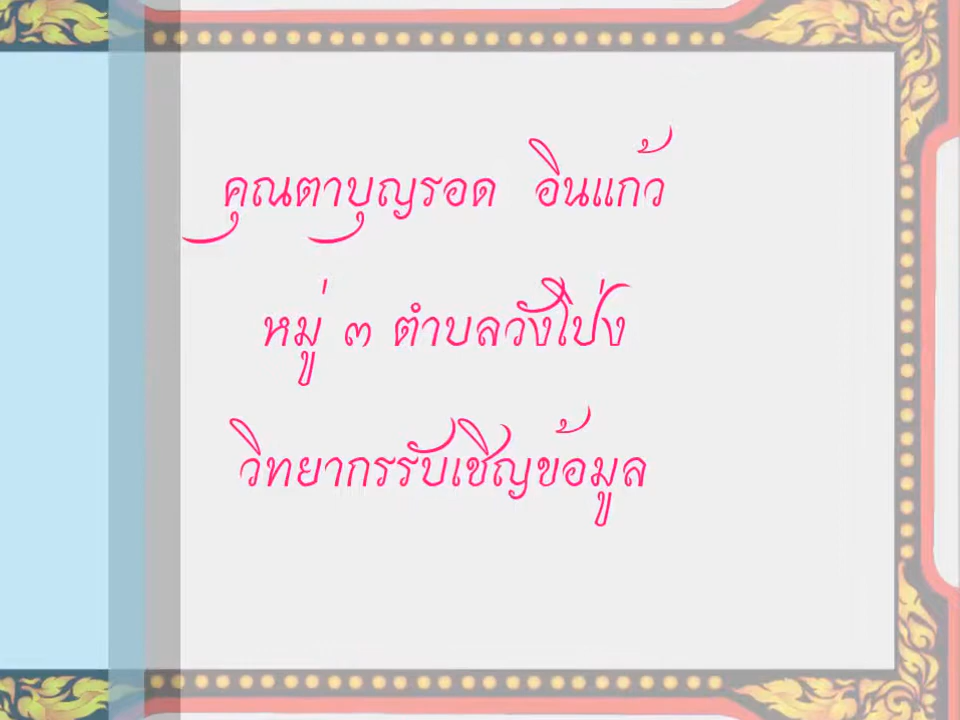 คุณตาบุญรอด อินแก้ว
หมู่ ๓ ตำบลวังโป่ง
วิทยากรรับเชิญข้อมูล